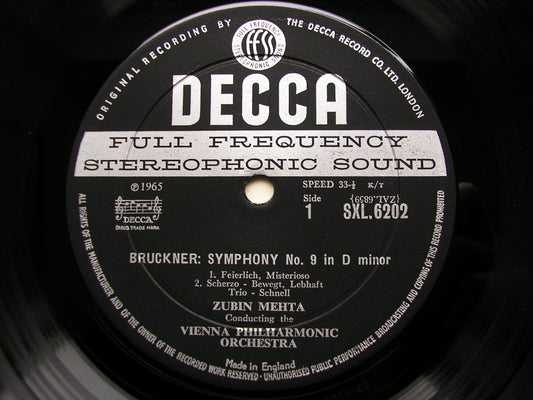 ORIGINAL RECORDING BY THE DECCA RECORD CO. LTD. LONDON
FULL FREQUENCY
ffss
STEREOPHONIC SOUND
DECCA
FULL FREQUENCY
STEREOPHONIC SOUND
℗1965
SPEED 33-⅓ K/T
Side
1
(ZAL.6859)
SXL.6202
DECCA
REGD. TRADE MARK
BRUCKNER: SYMPHONY No. 9 in D minor
1. Feierlich, Misterioso
2. Scherzo - Bewegt, Lebhaft
Trio - Schnell
ZUBIN MEHTA
Conducting the
VIENNA PHILHARMONIC
ORCHESTRA
Made in England
ALL RIGHTS OF THE MANUFACTURER AND OF THE OWNER OF THE RECORDED WORK RESERVED - UNAUTHORISED PUBLIC PERFORMANCE BROADCASTING AND COPYING OF THIS RECORD PROHIBITED